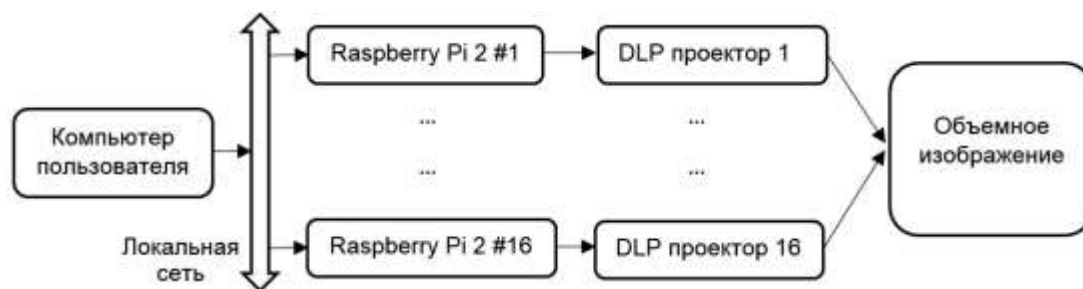 Raspberry Pi 2 #1
DLP проектор 1
...
...
Компьютер
пользователя
Объемное
изображение
...
...
Raspberry Pi 2 #16
DLP проектор 16
Локальная
сеть